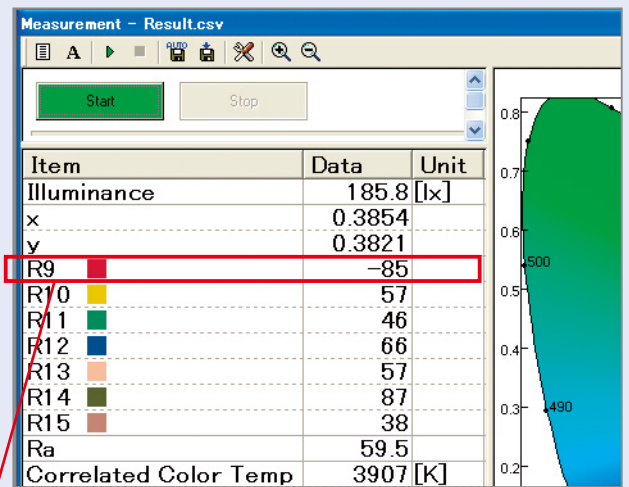 Measurement - Result.csv
A AUTO
Start Stop
Item Data Unit
Illuminance 185.8 [lx]
x 0.3854
y 0.3821
R9 -85
R10 57
R11 46
R12 66
R13 57
R14 87
R15 38
Ra 59.5
Correlated Color Temp 3907 [K]
0.8
0.7
0.6
500
0.5
0.4
0.3
490
0.2